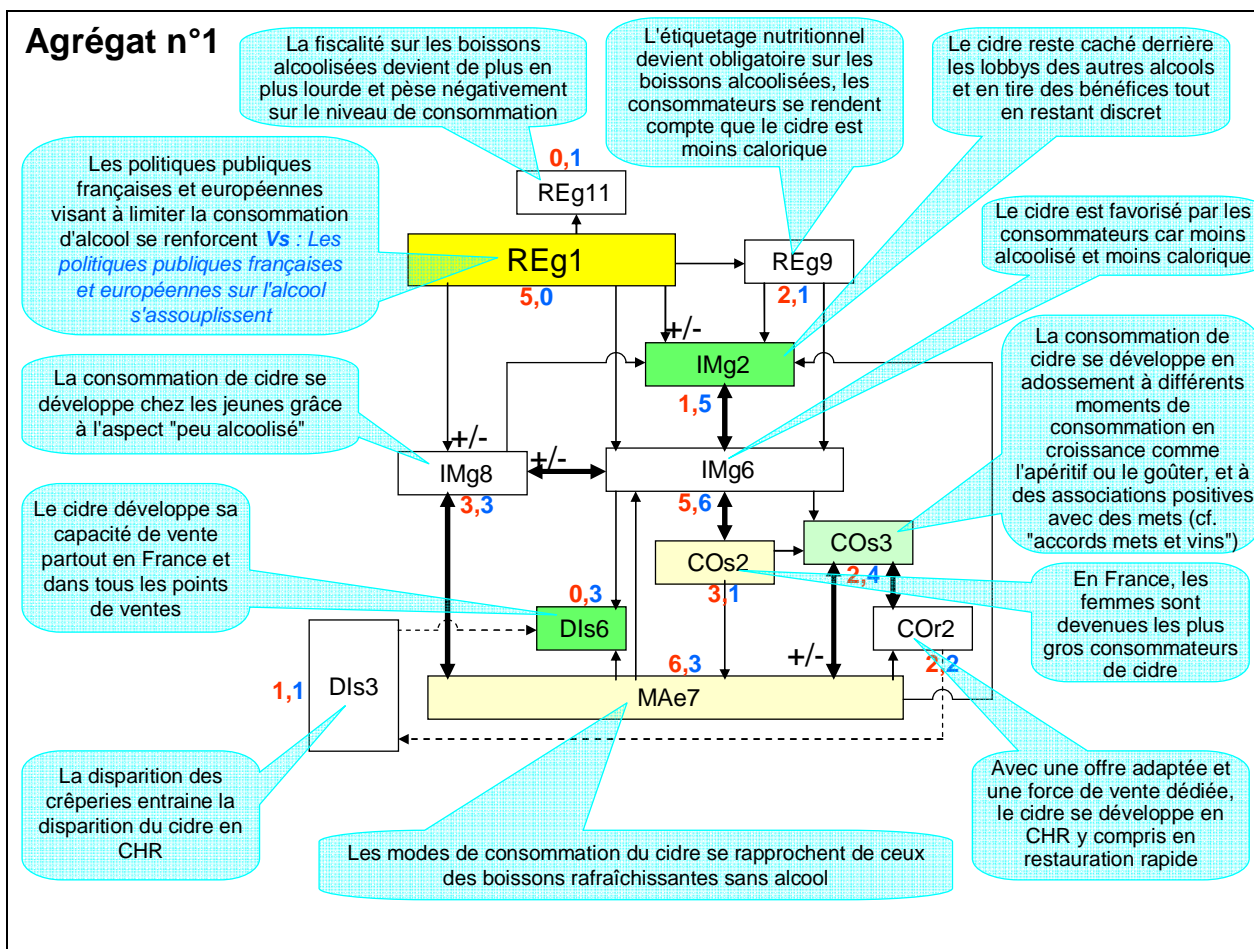 Agrégat n°1
La fiscalité sur les boissons
alcoolisées devient de plus en
plus lourde et pèse négativement
sur le niveau de consommation
L'étiquetage nutritionnel
devient obligatoire sur les
boissons alcoolisées, les
consommateurs se rendent
compte que le cidre est
moins calorique
Le cidre reste caché derrière
les lobbys des autres alcools
et en tire des bénéfices tout
en restant discret
Les politiques publiques
françaises et européennes
visant à limiter la consommation
d'alcool se renforcent Vs : Les
politiques publiques françaises
et européennes sur l'alcool
s'assouplissent
0,1
REg11
REg1
5,0
REg9
2,1
Le cidre est favorisé par les
consommateurs car moins
alcoolisé et moins calorique
+/-
IMg2
1,5
La consommation de cidre se
développe chez les jeunes grâce
à l'aspect "peu alcoolisé"
La consommation de
cidre se développe en
adossement à différents
moments de
consommation en
croissance comme
l'apéritif ou le goûter, et à
des associations positives
avec des mets (cf.
"accords mets et vins")
+/-
IMg8
3,3
+/-
IMg6
5,6
Le cidre développe sa
capacité de vente
partout en France et
dans tous les points
de ventes
COs2
3,1
COs3
2,4
En France, les
femmes sont
devenues les plus
gros consommateurs
de cidre
0,3
DIs6
COr2
2,2
1,1
DIs3
6,3
+/-
MAe7
La disparition des
crêperies entraine la
disparition du cidre en
CHR
Les modes de consommation du cidre se rapprochent de ceux
des boissons rafraîchissantes sans alcool
Avec une offre adaptée et
une force de vente dédiée,
le cidre se développe en
CHR y compris en
restauration rapide